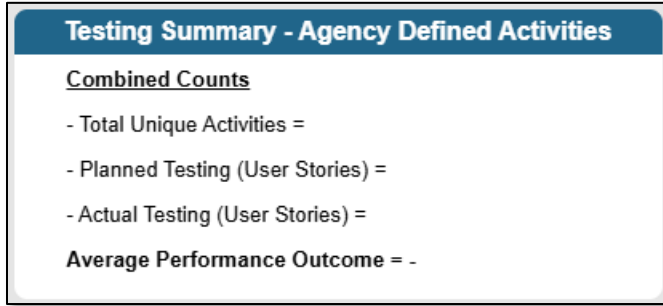 Testing Summary - Agency Defined Activities
Combined Counts
- Total Unique Activities =
- Planned Testing (User Stories) =
- Actual Testing (User Stories) =
Average Performance Outcome = -